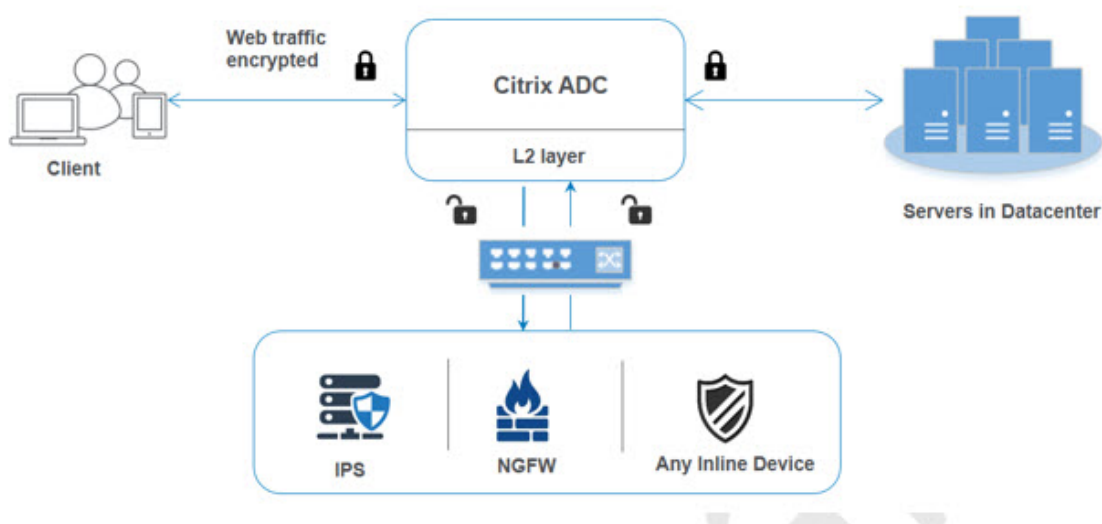 Web traffic
encrypted
Citrix ADC
L2 layer
Client
Servers in Datacenter
IPS
NGFW
Any Inline Device